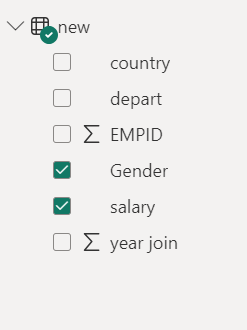 new
country
depart
Σ EMPID
Gender
salary
Σ year join